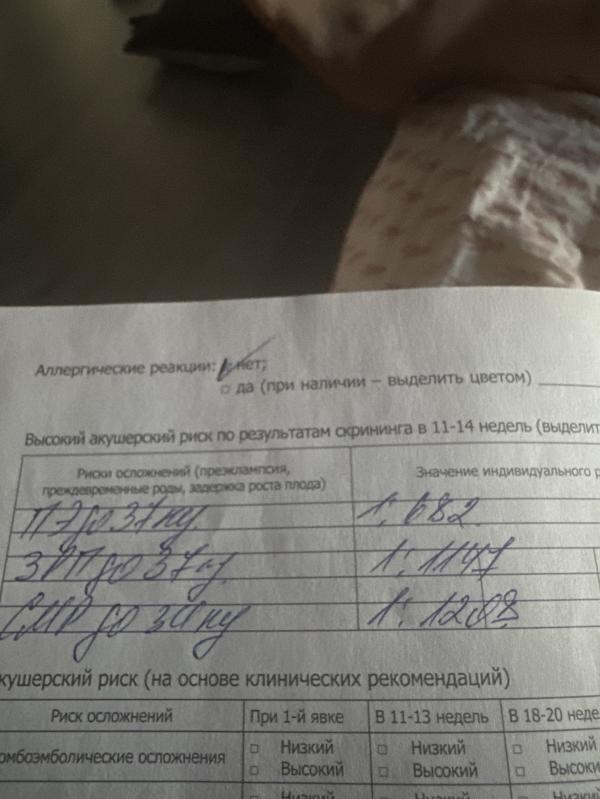 Аллергические реакции: нет;
□ да (при наличии – выделить цветом)
Высокий акушерский риск по результатам скрининга в 11-14 недель (выделит
Риски осложнений (преэклампсия, преждевременные роды, задержка роста плода)
Значение индивидуального р
ПЭ до 37 нед 1:682
ЗРП до 37 н 1:1147
до 34 1:1208
кушерский риск (на основе клинических рекомендаций)
Риск осложнений При 1-й явке В 11-13 недель В 18-20 неде
омбоэмболические осложнения □ Низкий □ Низкий □ Низкий
□ Высокий □ Высокий □ Высокий